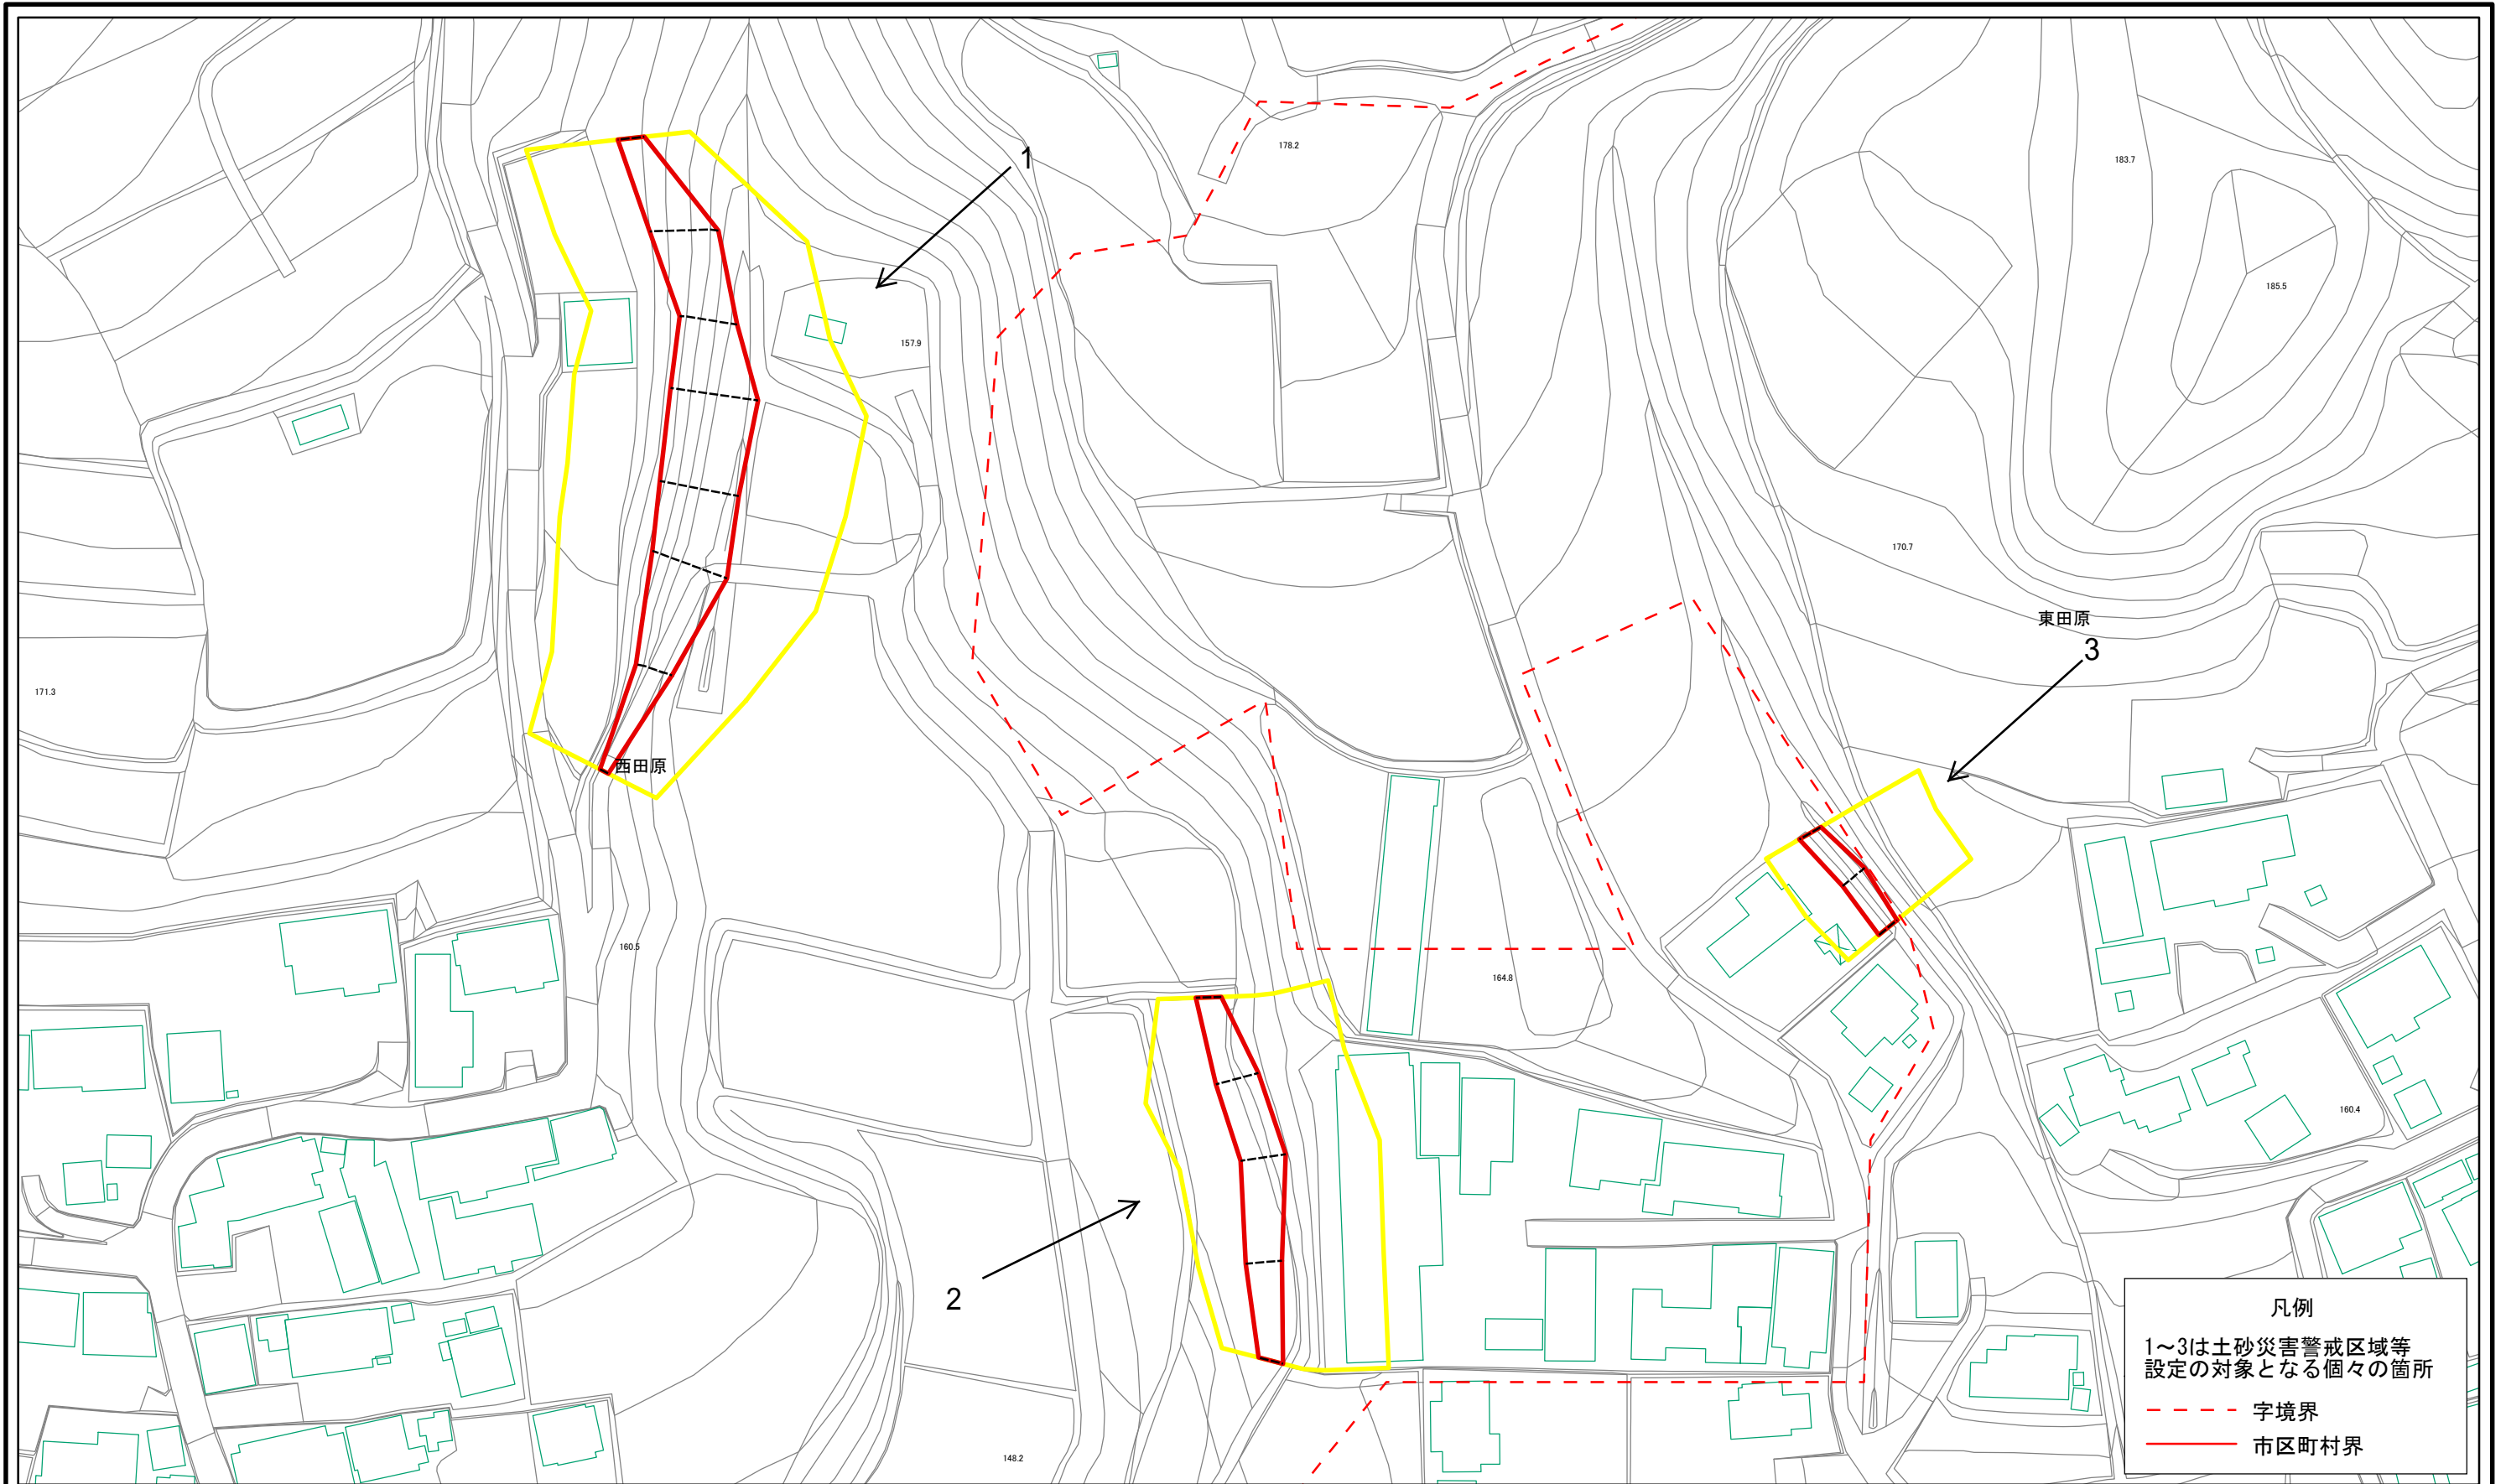 1
178.2
183.7
185.5
157.9
170.7
東田原
3
171.3
西田原
160.5
164.8
160.4
2
148.2
凡例
1～3は土砂災害警戒区域等
設定の対象となる個々の箇所
字境界
市区町村界